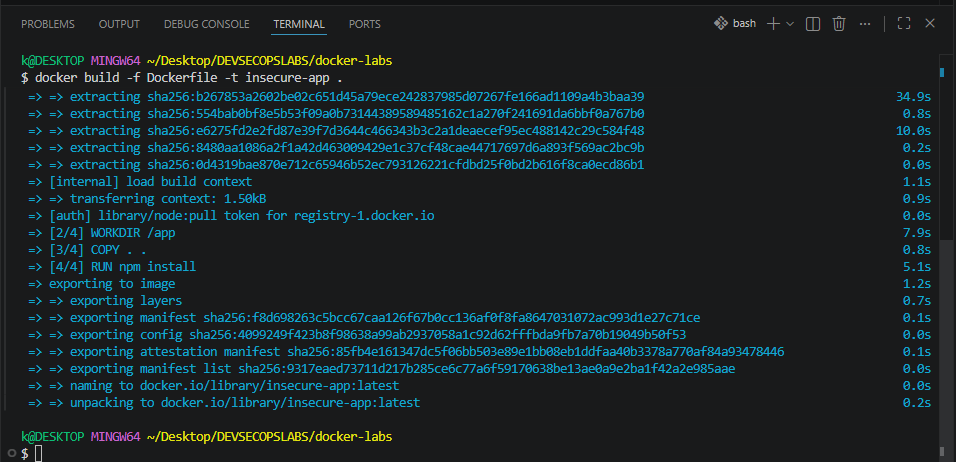 PROBLEMS OUTPUT DEBUG CONSOLE TERMINAL PORTS bash
k@DESKTOP MINGW64 ~/Desktop/DEVSECOPSLABS/docker-labs
$ docker build -f Dockerfile -t insecure-app .
=> => extracting sha256:b267853a2602be02c651d45a79ece242837985d07267fe166ad1109a4b3baa39 34.9s
=> => extracting sha256:554bab0bf8e5b53f09a0b73144389589485162c1a270f241691da6bbf0a767b0 0.8s
=> => extracting sha256:e6275fd2e2fd87e39f7d3644c466343b3c2a1deaecef95ec488142c29c584f48 10.0s
=> => extracting sha256:8480aa1086a2f1a42d463009429e1c37cf48cae44717697d6a893f569ac2bc9b 0.2s
=> => extracting sha256:0d4319bae870e712c65946b52ec793126221cfdbd25f0bd2b616f8ca0ecd86b1 0.0s
=> [internal] load build context 1.1s
=> => transferring context: 1.50kB 0.9s
=> [auth] library/node:pull token for registry-1.docker.io 0.0s
=> [2/4] WORKDIR /app 7.9s
=> [3/4] COPY . . 0.8s
=> [4/4] RUN npm install 5.1s
=> exporting to image 1.2s
=> => exporting layers 0.7s
=> => exporting manifest sha256:f8d698263c5bcc67caa126f67b0cc136af0f8fa8647031072ac993d1e27c71ce 0.1s
=> => exporting config sha256:4099249f423b8f98638a99ab2937058a1c92d62fffbda9fb7a70b19049b50f53 0.0s
=> => exporting attestation manifest sha256:85fb4e161347dc5f06bb503e89e1bb08eb1ddfaa40b3378a770af84a93478446 0.1s
=> => exporting manifest list sha256:9317eaed73711d217b285ce6c77a6f59170638be13ae0a9e2ba1f42a2e985aae 0.0s
=> => naming to docker.io/library/insecure-app:latest 0.0s
=> => unpacking to docker.io/library/insecure-app:latest 0.2s
k@DESKTOP MINGW64 ~/Desktop/DEVSECOPSLABS/docker-labs
$